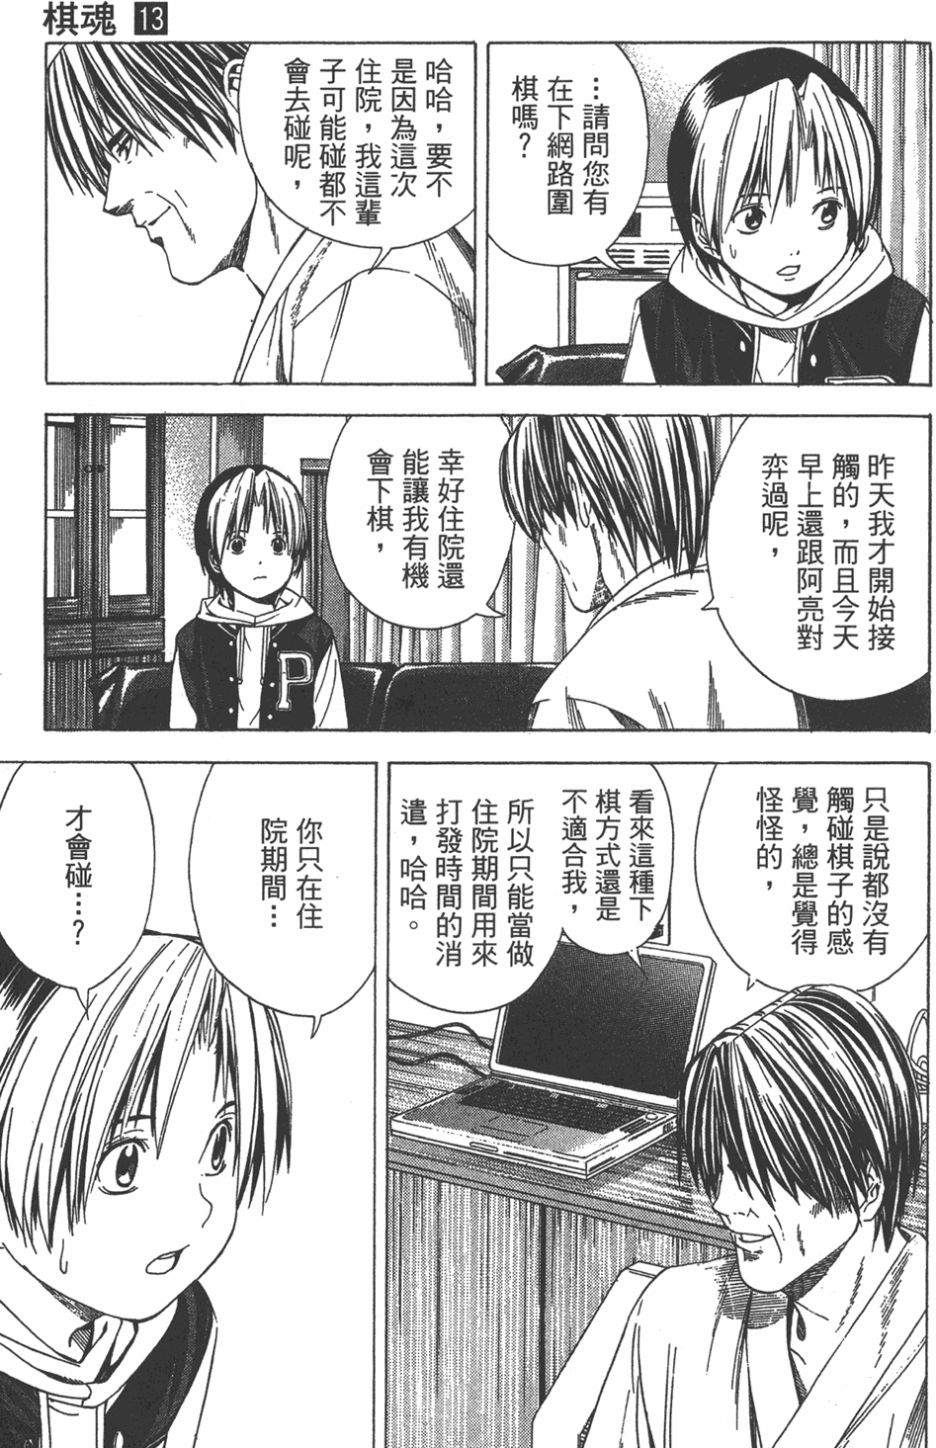 棋魂 13
…請問您有
在下網路圍
棋嗎?
哈哈,要不
是因為這次
住院,我這輩
子可能碰都不
會去碰呢,
昨天我才開始接
觸的,而且今天
早上還跟阿亮對
弈過呢,
幸好住院還
能讓我有機
會下棋,
只是說都沒有
觸碰棋子的感
覺,總是覺得
怪怪的,
看來這種下
棋方式還是
不適合我,
所以只能當做
住院期間用來
打發時間的消
遣,哈哈。
你只在住
院期間…
才會碰…?
P